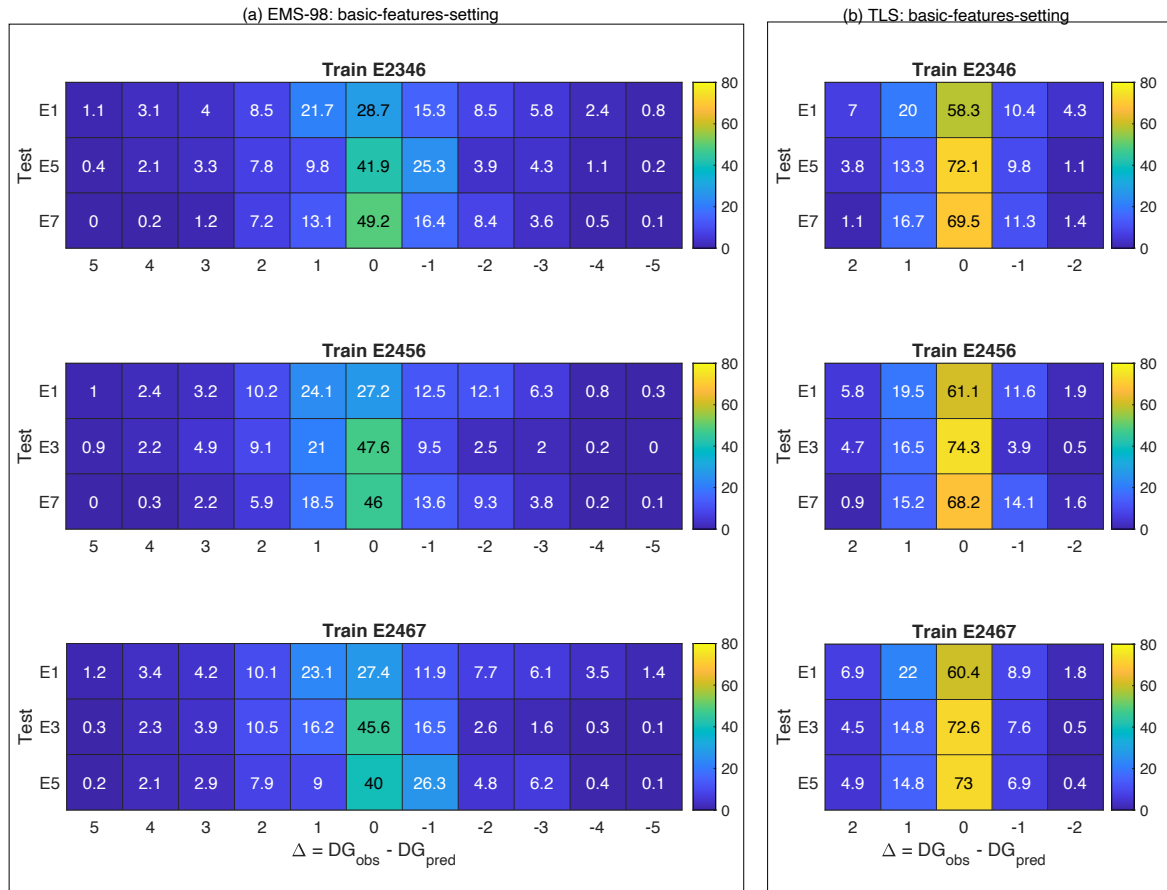 (a) EMS-98: basic-features-setting
Train E2346
Test
E1 1.1 3.1 4 8.5 21.7 28.7 15.3 8.5 5.8 2.4 0.8
E5 0.4 2.1 3.3 7.8 9.8 41.9 25.3 3.9 4.3 1.1 0.2
E7 0 0.2 1.2 7.2 13.1 49.2 16.4 8.4 3.6 0.5 0.1
5 4 3 2 1 0 -1 -2 -3 -4 -5
80
60
40
20
0
Train E2456
Test
E1 1 2.4 3.2 10.2 24.1 27.2 12.5 12.1 6.3 0.8 0.3
E3 0.9 2.2 4.9 9.1 21 47.6 9.5 2.5 2 0.2 0
E7 0 0.3 2.2 5.9 18.5 46 13.6 9.3 3.8 0.2 0.1
5 4 3 2 1 0 -1 -2 -3 -4 -5
80
60
40
20
0
Train E2467
Test
E1 1.2 3.4 4.2 10.1 23.1 27.4 11.9 7.7 6.1 3.5 1.4
E3 0.3 2.3 3.9 10.5 16.2 45.6 16.5 2.6 1.6 0.3 0.1
E5 0.2 2.1 2.9 7.9 9 40 26.3 4.8 6.2 0.4 0.1
5 4 3 2 1 0 -1 -2 -3 -4 -5
80
60
40
20
0
Δ = DG_obs - DG_pred
(b) TLS: basic-features-setting
Train E2346
Test
E1 7 20 58.3 10.4 4.3
E5 3.8 13.3 72.1 9.8 1.1
E7 1.1 16.7 69.5 11.3 1.4
2 1 0 -1 -2
80
60
40
20
0
Train E2456
Test
E1 5.8 19.5 61.1 11.6 1.9
E3 4.7 16.5 74.3 3.9 0.5
E7 0.9 15.2 68.2 14.1 1.6
2 1 0 -1 -2
80
60
40
20
0
Train E2467
Test
E1 6.9 22 60.4 8.9 1.8
E3 4.5 14.8 72.6 7.6 0.5
E5 4.9 14.8 73 6.9 0.4
2 1 0 -1 -2
80
60
40
20
0
Δ = DG_obs - DG_pred